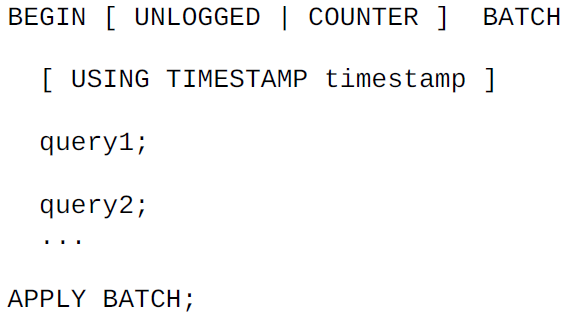 BEGIN [ UNLOGGED | COUNTER ]  BATCH
  [ USING TIMESTAMP timestamp ]
  query1;
  query2;
  ...
APPLY BATCH;